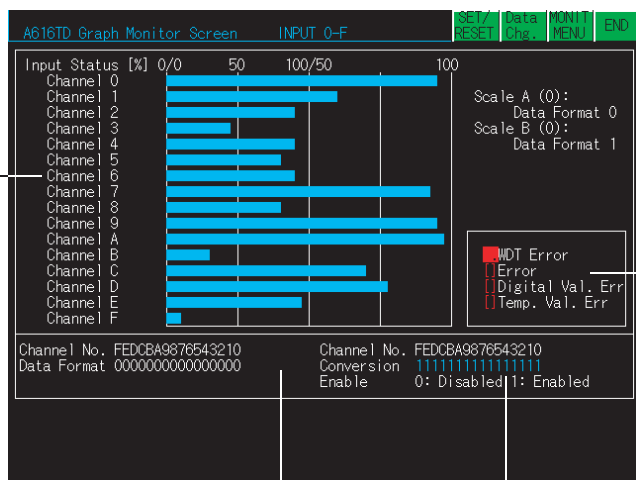 A616TD Graph Monitor Screen INPUT 0-F
SET/ RESET
Data Chg.
MONIT MENU
END
Input Status [%] 0/0 50 100/50 100
Channel 0
Channel 1
Channel 2
Channel 3
Channel 4
Channel 5
Channel 6
Channel 7
Channel 8
Channel 9
Channel A
Channel B
Channel C
Channel D
Channel E
Channel F
Scale A (0):
Data Format 0
Scale B (0):
Data Format 1
WDT Error
[]Error
[]Digital Val. Err
[]Temp. Val. Err
Channel No. FEDCBA9876543210
Data Format 0000000000000000
Channel No. FEDCBA9876543210
Conversion 1111111111111111
Enable 0: Disabled 1: Enabled